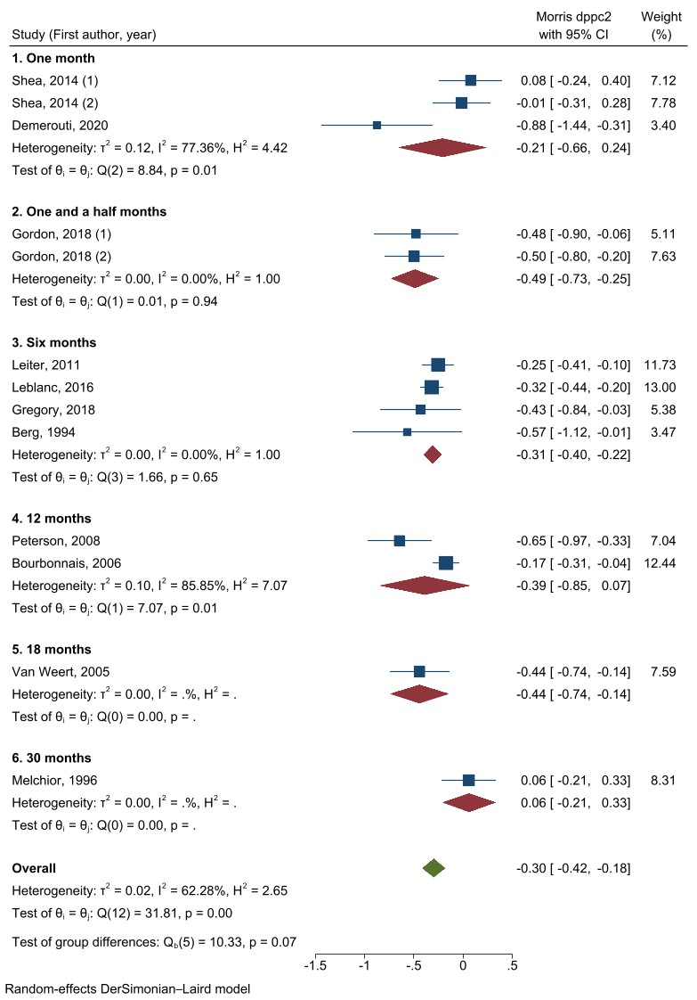 Morris dppc2 Weight
Study (First author, year) with 95% CI (%)
1. One month
Shea, 2014 (1) 0.08 [ -0.24, 0.40] 7.12
Shea, 2014 (2) -0.01 [ -0.31, 0.28] 7.78
Demerouti, 2020 -0.88 [ -1.44, -0.31] 3.40
Heterogeneity: τ² = 0.12, I² = 77.36%, H² = 4.42 -0.21 [ -0.66, 0.24]
Test of θᵢ = θⱼ: Q(2) = 8.84, p = 0.01
2. One and a half months
Gordon, 2018 (1) -0.48 [ -0.90, -0.06] 5.11
Gordon, 2018 (2) -0.50 [ -0.80, -0.20] 7.63
Heterogeneity: τ² = 0.00, I² = 0.00%, H² = 1.00 -0.49 [ -0.73, -0.25]
Test of θᵢ = θⱼ: Q(1) = 0.01, p = 0.94
3. Six months
Leiter, 2011 -0.25 [ -0.41, -0.10] 11.73
Leblanc, 2016 -0.32 [ -0.44, -0.20] 13.00
Gregory, 2018 -0.43 [ -0.84, -0.03] 5.38
Berg, 1994 -0.57 [ -1.12, -0.01] 3.47
Heterogeneity: τ² = 0.00, I² = 0.00%, H² = 1.00 -0.31 [ -0.40, -0.22]
Test of θᵢ = θⱼ: Q(3) = 1.66, p = 0.65
4. 12 months
Peterson, 2008 -0.65 [ -0.97, -0.33] 7.04
Bourbonnais, 2006 -0.17 [ -0.31, -0.04] 12.44
Heterogeneity: τ² = 0.10, I² = 85.85%, H² = 7.07 -0.39 [ -0.85, 0.07]
Test of θᵢ = θⱼ: Q(1) = 7.07, p = 0.01
5. 18 months
Van Weert, 2005 -0.44 [ -0.74, -0.14] 7.59
Heterogeneity: τ² = 0.00, I² = .%, H² = . -0.44 [ -0.74, -0.14]
Test of θᵢ = θⱼ: Q(0) = 0.00, p = .
6. 30 months
Melchior, 1996 0.06 [ -0.21, 0.33] 8.31
Heterogeneity: τ² = 0.00, I² = .%, H² = . 0.06 [ -0.21, 0.33]
Test of θᵢ = θⱼ: Q(0) = 0.00, p = .
Overall -0.30 [ -0.42, -0.18]
Heterogeneity: τ² = 0.02, I² = 62.28%, H² = 2.65
Test of θᵢ = θⱼ: Q(12) = 31.81, p = 0.00
Test of group differences: Q_b(5) = 10.33, p = 0.07
-1.5 -1 -.5 0 .5
Random-effects DerSimonian–Laird model